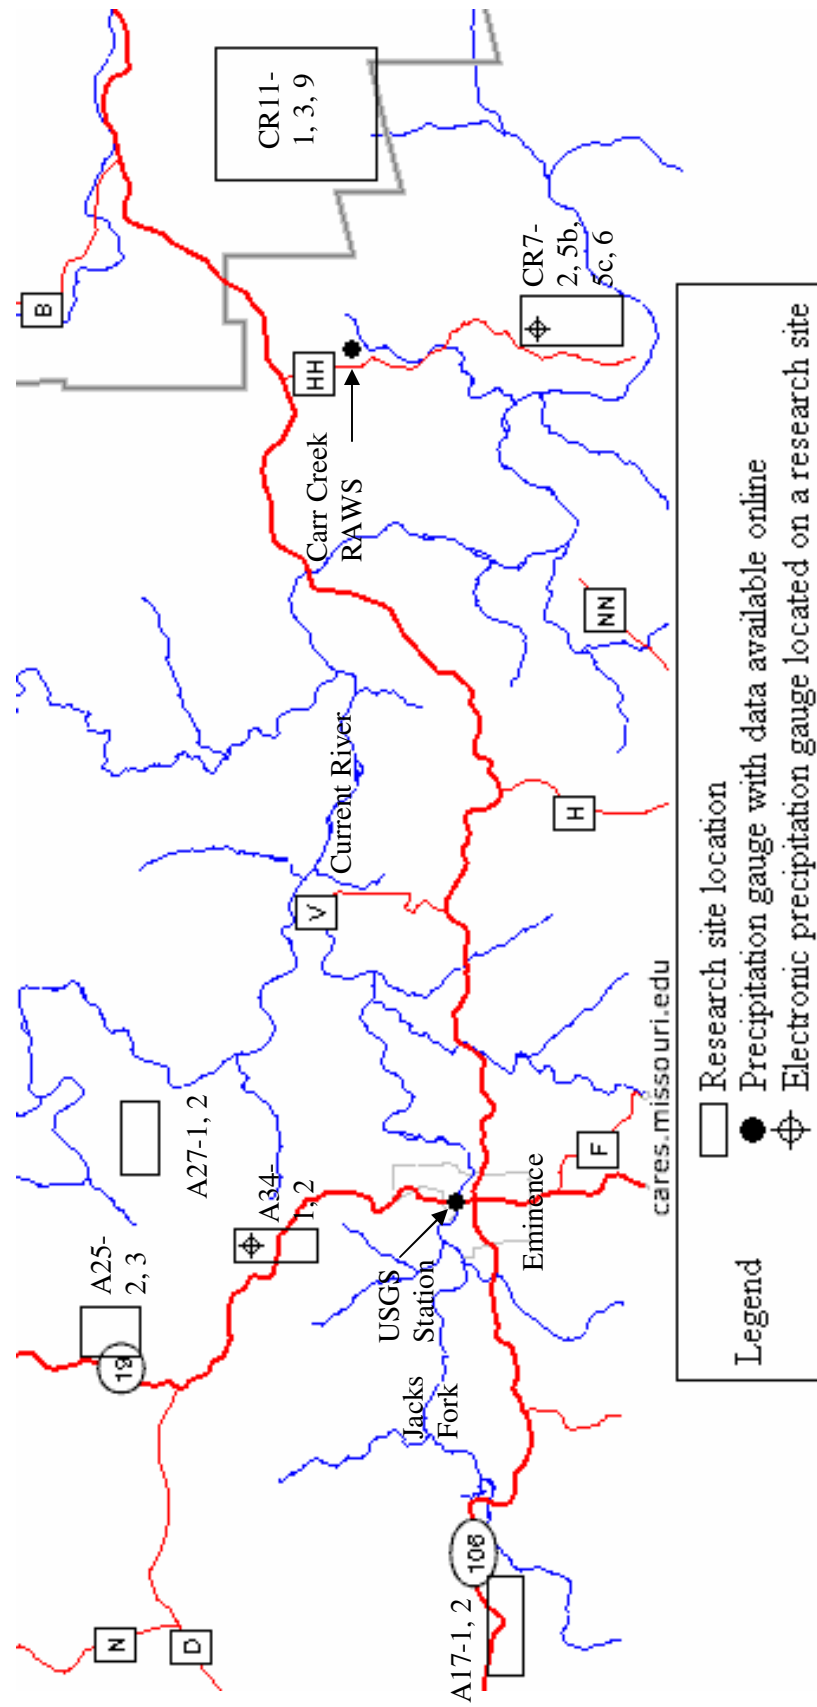 B
CR11-
1, 3, 9
HH
CR7-
2, 5b,
5c, 6
Carr Creek
RAWS
NN
Current River
H
V
A27-1, 2
A34-
1, 2
A25-
2, 3
19
USGS
Station
Eminence
F
Jacks
Fork
106
A17-1, 2
N
D
cares.missouri.edu
Legend
Research site location
Precipitation gauge with data available online
Electronic precipitation gauge located on a research site